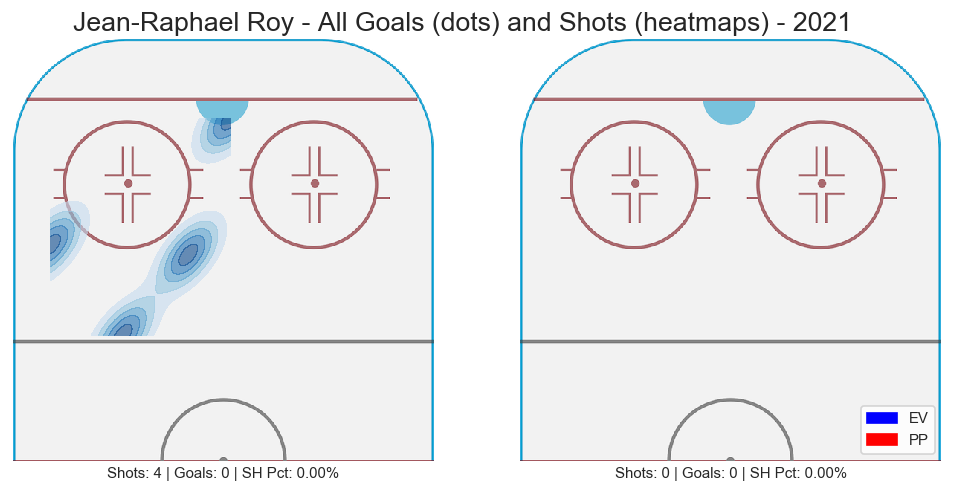 Jean-Raphael Roy - All Goals (dots) and Shots (heatmaps) - 2021
EV
PP
Shots: 4 | Goals: 0 | SH Pct: 0.00%
Shots: 0 | Goals: 0 | SH Pct: 0.00%